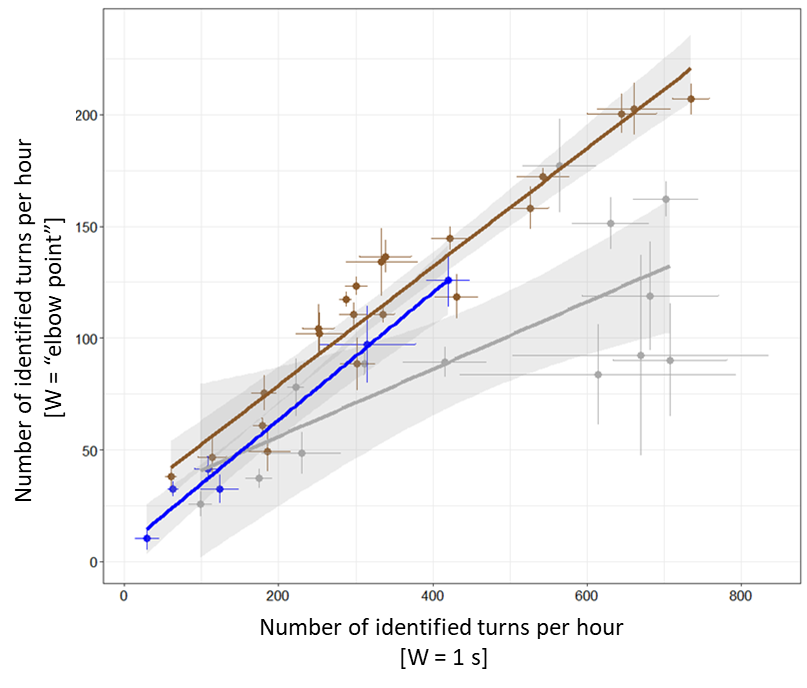 Number of identified turns per hour
[W = “elbow point”]
200
150
100
50
0
0 200 400 600 800
Number of identified turns per hour
[W = 1 s]